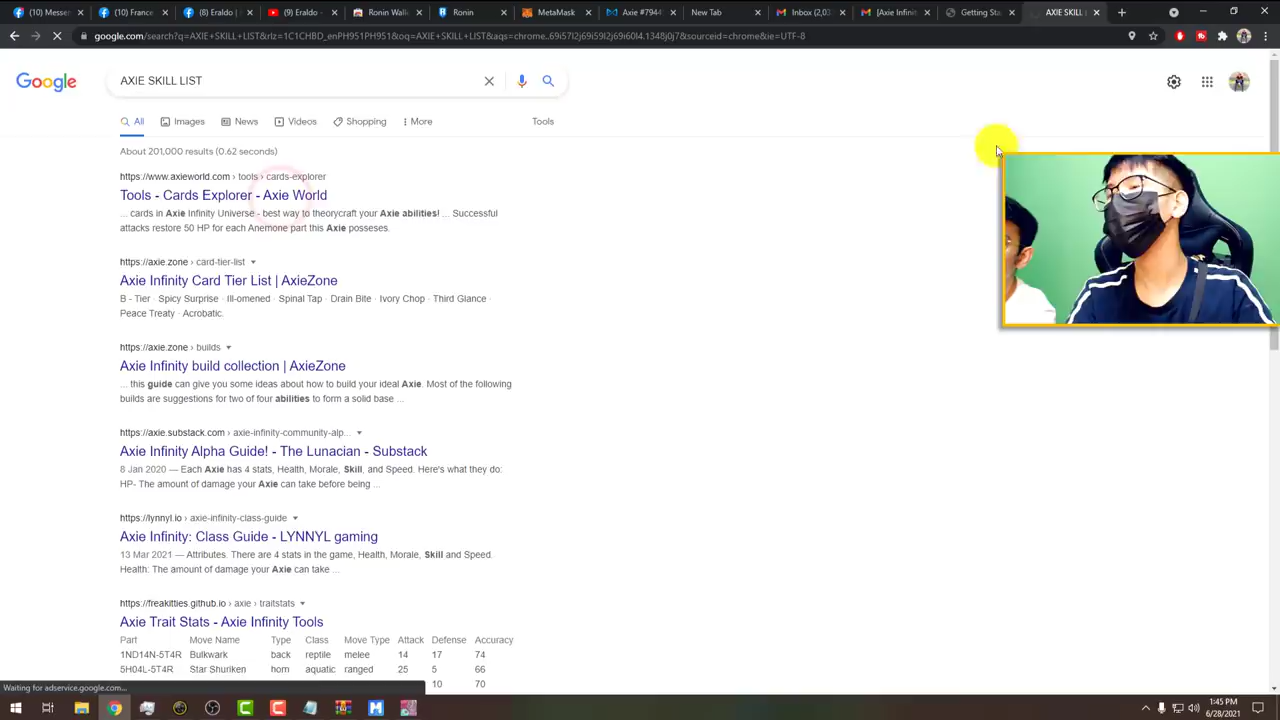 (10) Messen
(8) Eraldo
(8) Eraldo
(5) Eraldo
Ronin Walle
Ronin
MetaMask
Axie #7944
New Tab
Inbox (2,03
[Axie Infinit
Getting Sta
AXIE SKILL
google.com/search?q=AXIE+SKILL+LIST&rlz=1C1CHBD_enPH951PH951&oq=AXIE+SKILL+LIST&aqs=chrome..69i57l2j69i59l2j69i60l4.1348j0j7&sourceid=chrome&ie=UTF-8
Google
AXIE SKILL LIST
All Images News Videos Shopping More Tools
About 201,000 results (0.62 seconds)
https://www.axieworld.com › tools › cards-explorer
Tools - Cards Explorer - Axie World
... cards in Axie Infinity Universe - best way to theorycraft your Axie abilities! ... Successful
attacks restore 50 HP for each Anemone part this Axie posseses.
https://axie.zone › card-tier-list
Axie Infinity Card Tier List | AxieZone
B - Tier · Spicy Surprise · Ill-omened · Spinal Tap · Drain Bite · Ivory Chop · Third Glance ·
Peace Treaty · Acrobatic.
https://axie.zone › builds
Axie Infinity build collection | AxieZone
... this guide can give you some ideas about how to build your ideal Axie. Most of the following
builds are suggestions for two of four abilities to form a solid base ...
https://axie.substack.com › axie-infinity-community-alp...
Axie Infinity Alpha Guide! - The Lunacian - Substack
8 Jan 2020 — Each Axie has 4 stats, Health, Morale, Skill, and Speed. Here's what they do:
HP- The amount of damage your Axie can take before being ...
https://lynnyl.io › axie-infinity-class-guide
Axie Infinity: Class Guide - LYNNYL gaming
13 Mar 2021 — Attributes. There are 4 stats in the game, Health, Morale, Skill and Speed.
Health: The amount of damage your Axie can take ...
https://freakitties.github.io › axie › traitstats
Axie Trait Stats - Axie Infinity Tools
Part Move Name Type Class Move Type Attack Defense Accuracy
1ND14N-5T4R Bulkwark back reptile melee 14 17 74
5H04L-5T4R Star Shuriken horn aquatic ranged 25 5 66
10 70
Waiting for adservice.google.com...
1:45 PM
6/28/2021